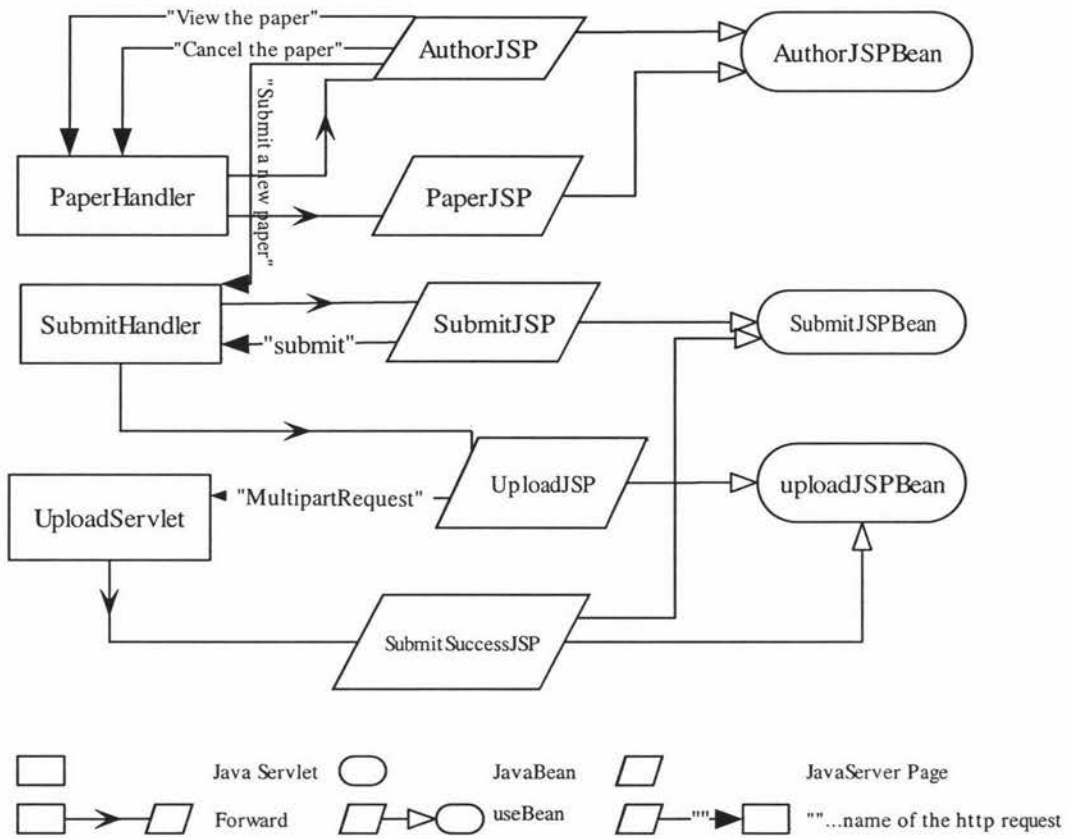 "View the paper"
"Cancel the paper"
AuthorJSP
AuthorJSPBean
"Submit a new paper"
PaperHandler
PaperJSP
SubmitHandler
SubmitJSP
SubmitJSPBean
"submit"
UploadJSP
uploadJSPBean
"MultipartRequest"
UploadServlet
SubmitSuccessJSP
Java Servlet
JavaBean
JavaServer Page
Forward
useBean
""
""...name of the http request